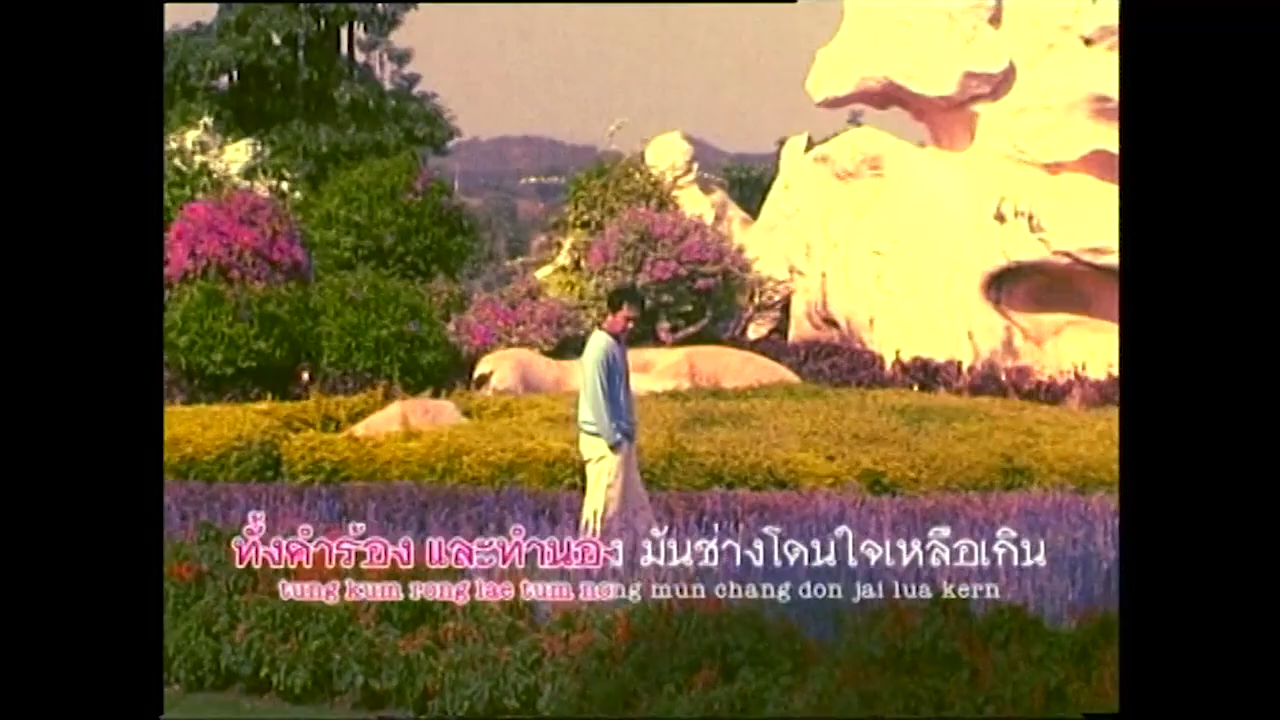 ทั้งคำร้อง และทำนอง มันช่างโดนใจเหลือเกิน
tung kum rong lae tum nong mun chang don jai lua kern